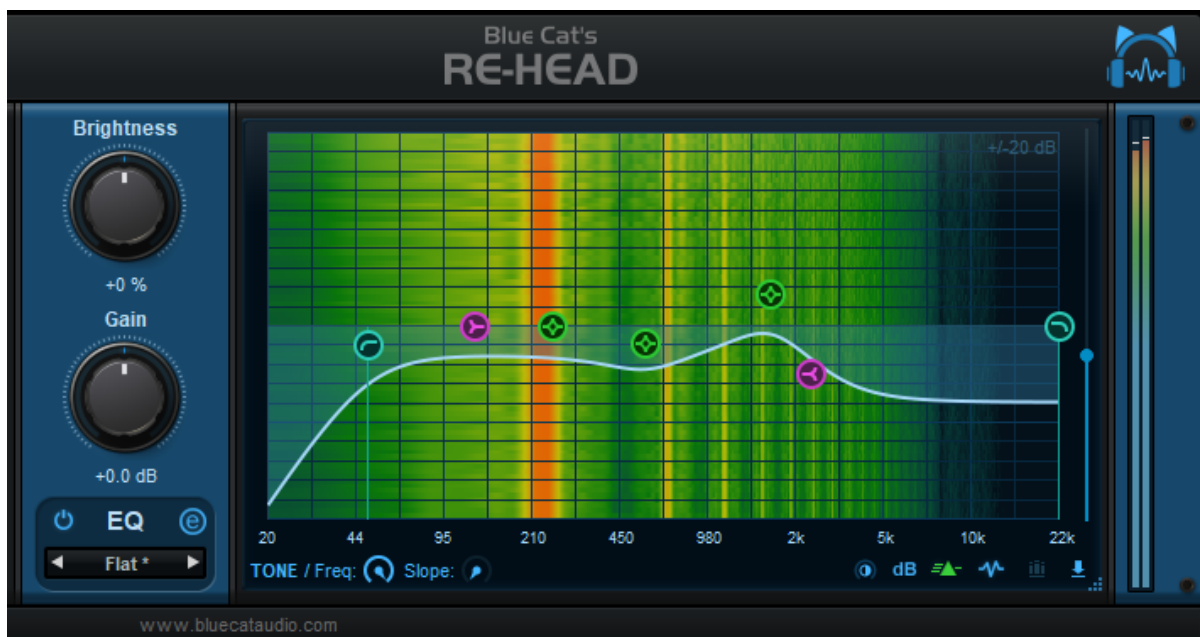 Blue Cat's
RE-HEAD
Brightness
+0 %
Gain
+0.0 dB
EQ e
Flat *
+/-20 dB
20 44 95 210 450 980 2k 5k 10k 22k
TONE / Freq: Slope: dB
www.bluecataudio.com